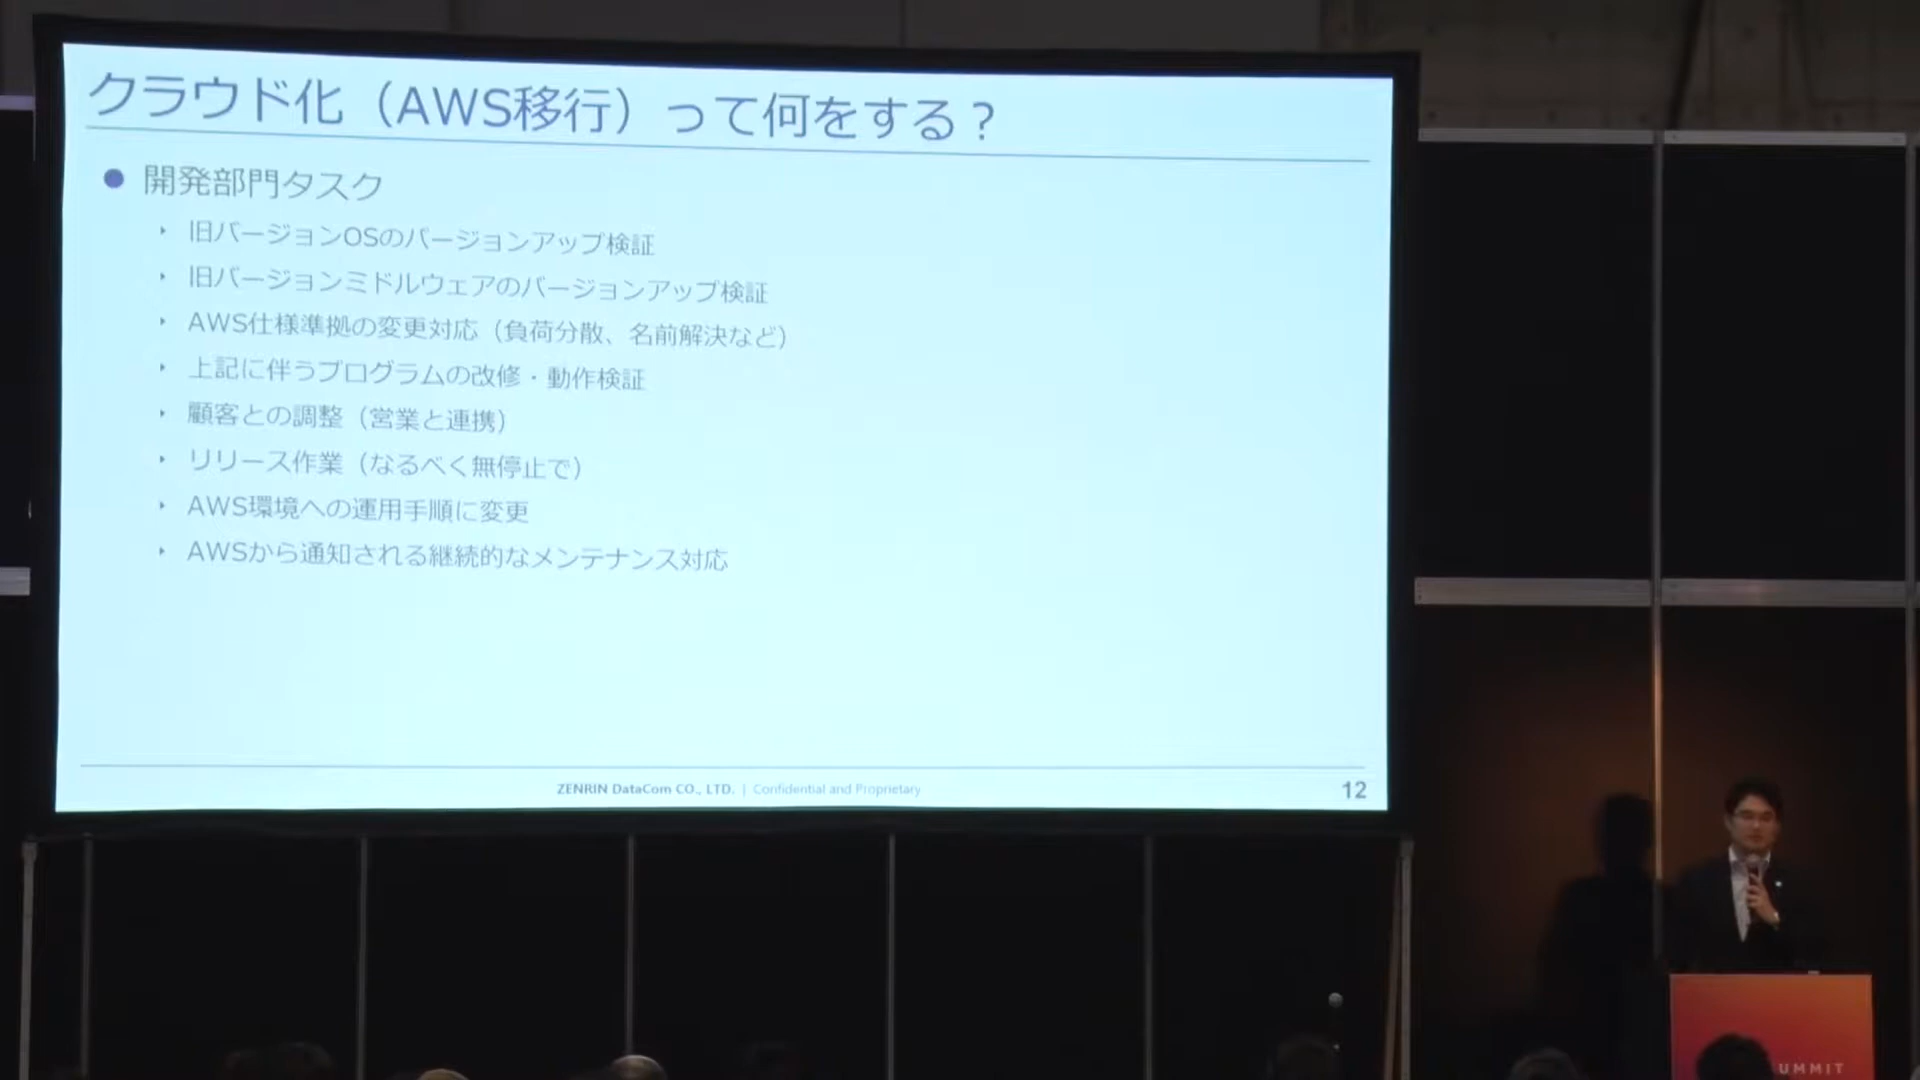 クラウド化（AWS移行）って何をする？
● 開発部門タスク
‣ 旧バージョンOSのバージョンアップ検証
‣ 旧バージョンミドルウェアのバージョンアップ検証
‣ AWS仕様準拠の変更対応（負荷分散、名前解決など）
‣ 上記に伴うプログラムの改修・動作検証
‣ 顧客との調整（営業と連携）
‣ リリース作業（なるべく無停止で）
‣ AWS環境への運用手順に変更
‣ AWSから通知される継続的なメンテナンス対応
ZENRIN DataCom CO., LTD. | Confidential and Proprietary
12
UMMIT